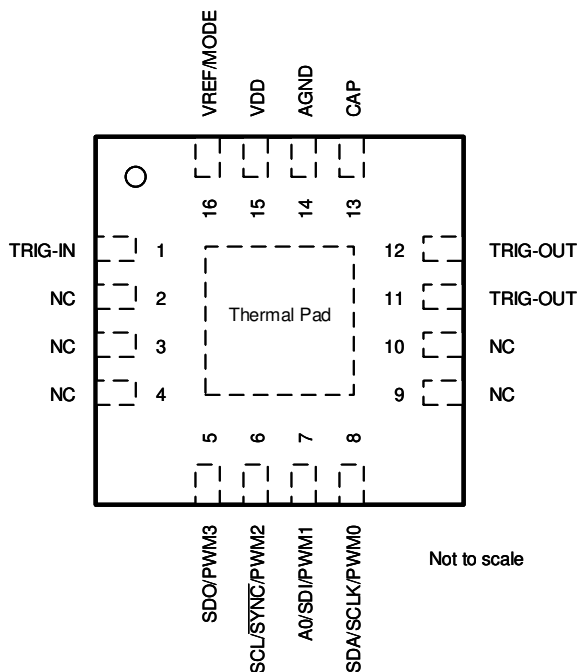 VREF/MODE
VDD
AGND
CAP
16
15
14
13
TRIG-IN
1
12
TRIG-OUT
NC
2
11
TRIG-OUT
Thermal Pad
NC
3
10
NC
NC
4
9
NC
5
6
7
8
SDO/PWM3
SCL/SYNC/PWM2
A0/SDI/PWM1
SDA/SCLK/PWM0
Not to scale